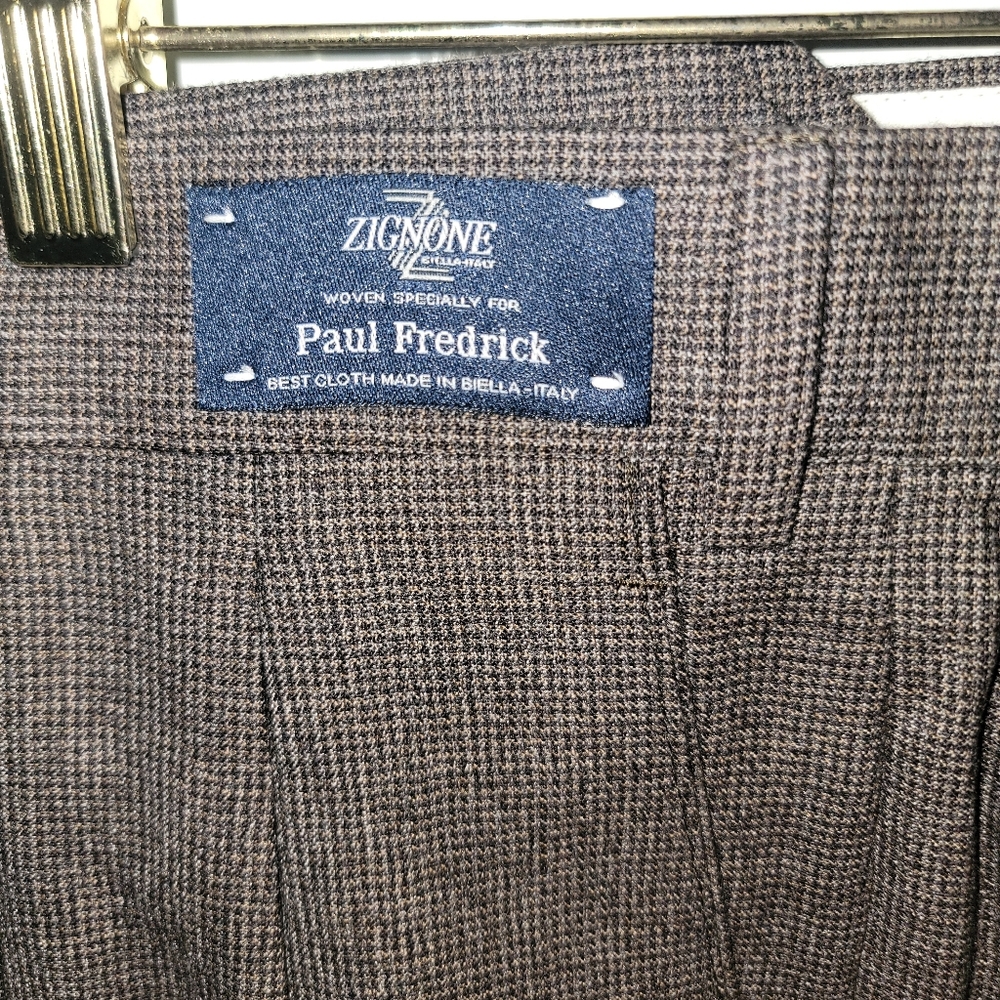 ZIGNONE
BIELLA-ITALY
WOVEN SPECIALLY FOR
Paul Fredrick
BEST CLOTH MADE IN BIELLA-ITALY